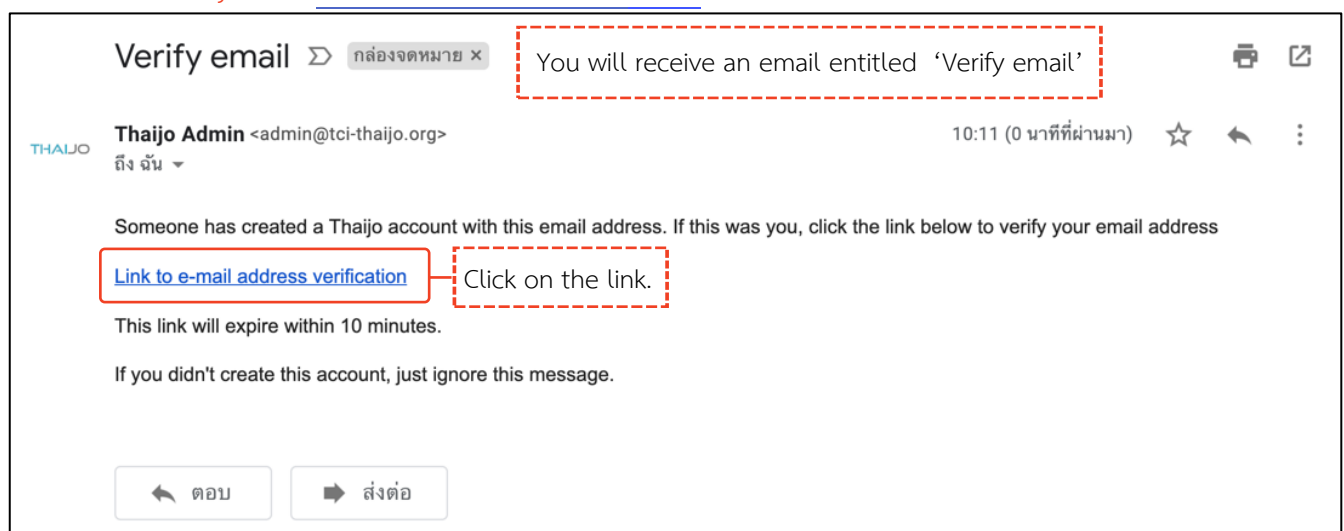 Verify email กล่องจดหมาย ×
You will receive an email entitled ‘Verify email’
THAIJO
Thaijo Admin <admin@tci-thaijo.org>
10:11 (0 นาทีที่ผ่านมา)
ถึง ฉัน
Someone has created a Thaijo account with this email address. If this was you, click the link below to verify your email address
Link to e-mail address verification
Click on the link.
This link will expire within 10 minutes.
If you didn't create this account, just ignore this message.
ตอบ
ส่งต่อ